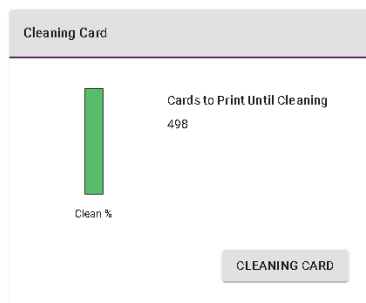 Cleaning Card
Cards to Print Until Cleaning
498
Clean %
CLEANING CARD